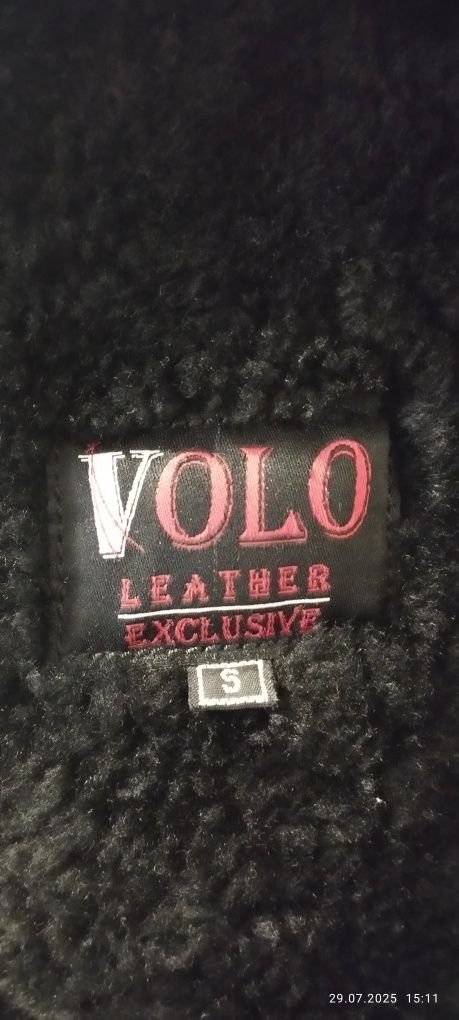 VOLO
LEATHER
EXCLUSIVE
S
29.07.2025 15:11